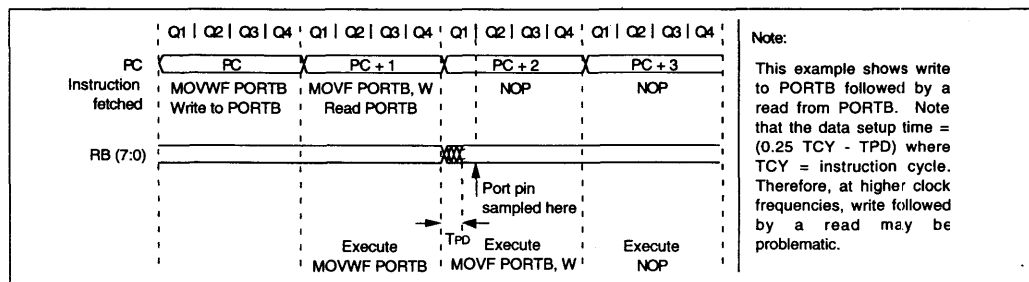 Q1 | Q2 | Q3 | Q4 Q1 | Q2 | Q3 | Q4 Q1 | Q2 | Q3 | Q4 Q1 | Q2 | Q3 | Q4
PC PC PC + 1 PC + 2 PC + 3
Instruction fetched
MOVWF PORTB
Write to PORTB
MOVF PORTB, W
Read PORTB
NOP
NOP
RB (7:0)
Port pin
sampled here
TPD
Execute
MOVWF PORTB
Execute
MOVF PORTB, W
Execute
NOP
Note:
This example shows write
to PORTB followed by a
read from PORTB. Note
that the data setup time =
(0.25 TCY - TPD) where
TCY = instruction cycle.
Therefore, at higher clock
frequencies, write followed
by a read may be
problematic.